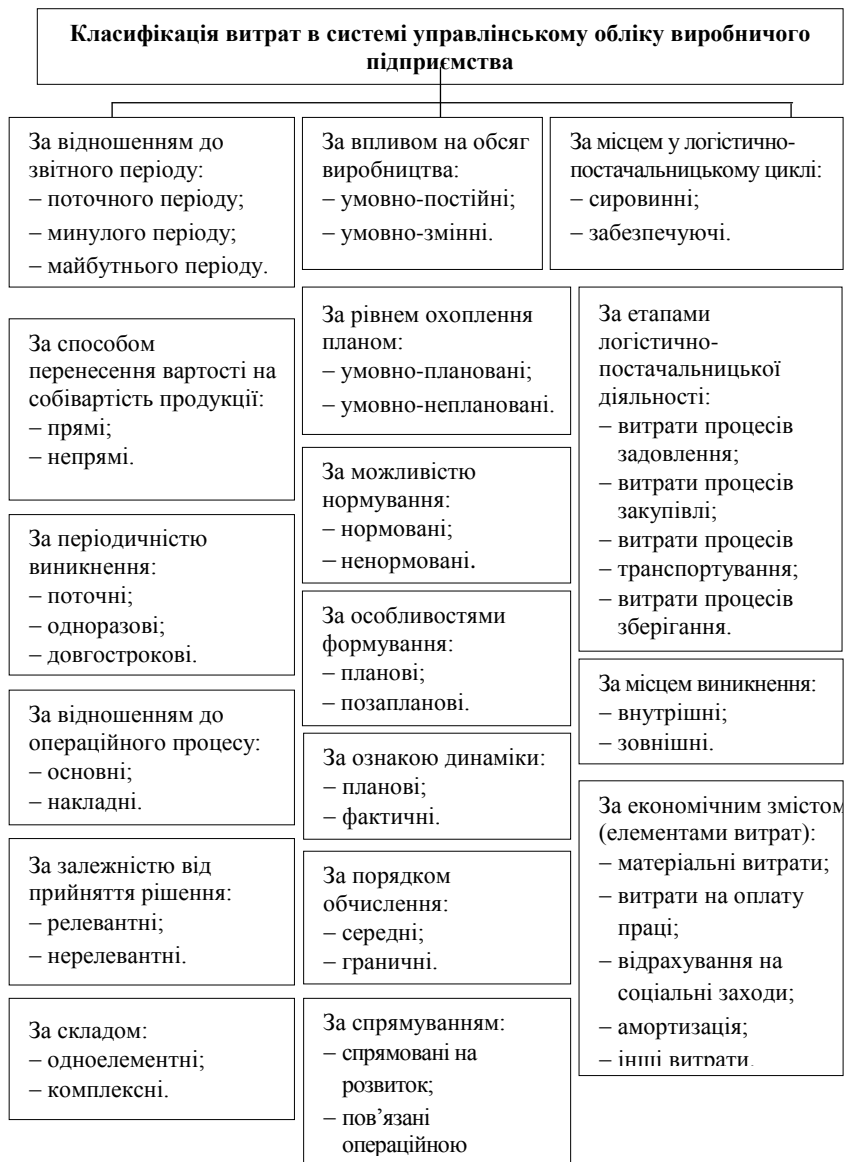 Класифікація витрат в системі управлінському обліку виробничого
підприємства
За відношенням до
звітного періоду:
– поточного періоду;
– минулого періоду;
– майбутнього періоду.
За способом
перенесення вартості на
собівартість продукції:
– прямі;
– непрямі.
За періодичністю
виникнення:
– поточні;
– одноразові;
– довгострокові.
За відношенням до
операційного процесу:
– основні;
– накладні.
За залежністю від
прийняття рішення:
– релевантні;
– нерелевантні.
За складом:
– одноелементні;
– комплексні.
За впливом на обсяг
виробництва:
– умовно-постійні;
– умовно-змінні.
За рівнем охоплення
планом:
– умовно-плановані;
– умовно-неплановані.
За можливістю
нормування:
– нормовані;
– ненормовані.
За особливостями
формування:
– планові;
– позапланові.
За ознакою динаміки:
– планові;
– фактичні.
За порядком
обчислення:
– середні;
– граничні.
За спрямуванням:
– спрямовані на
розвиток;
– пов’язані
операційною
За місцем у логістично-
постачальницькому циклі:
– сировинні;
– забезпечуючі.
За етапами
логістично-
постачальницької
діяльності:
– витрати процесів
задовлення;
– витрати процесів
закупівлі;
– витрати процесів
– транспортування;
– витрати процесів
зберігання.
За місцем виникнення:
– внутрішні;
– зовнішні.
За економічним змістом
(елементами витрат):
– матеріальні витрати;
– витрати на оплату
праці;
– відрахування на
соціальні заходи;
– амортизація;
– інші витрати.